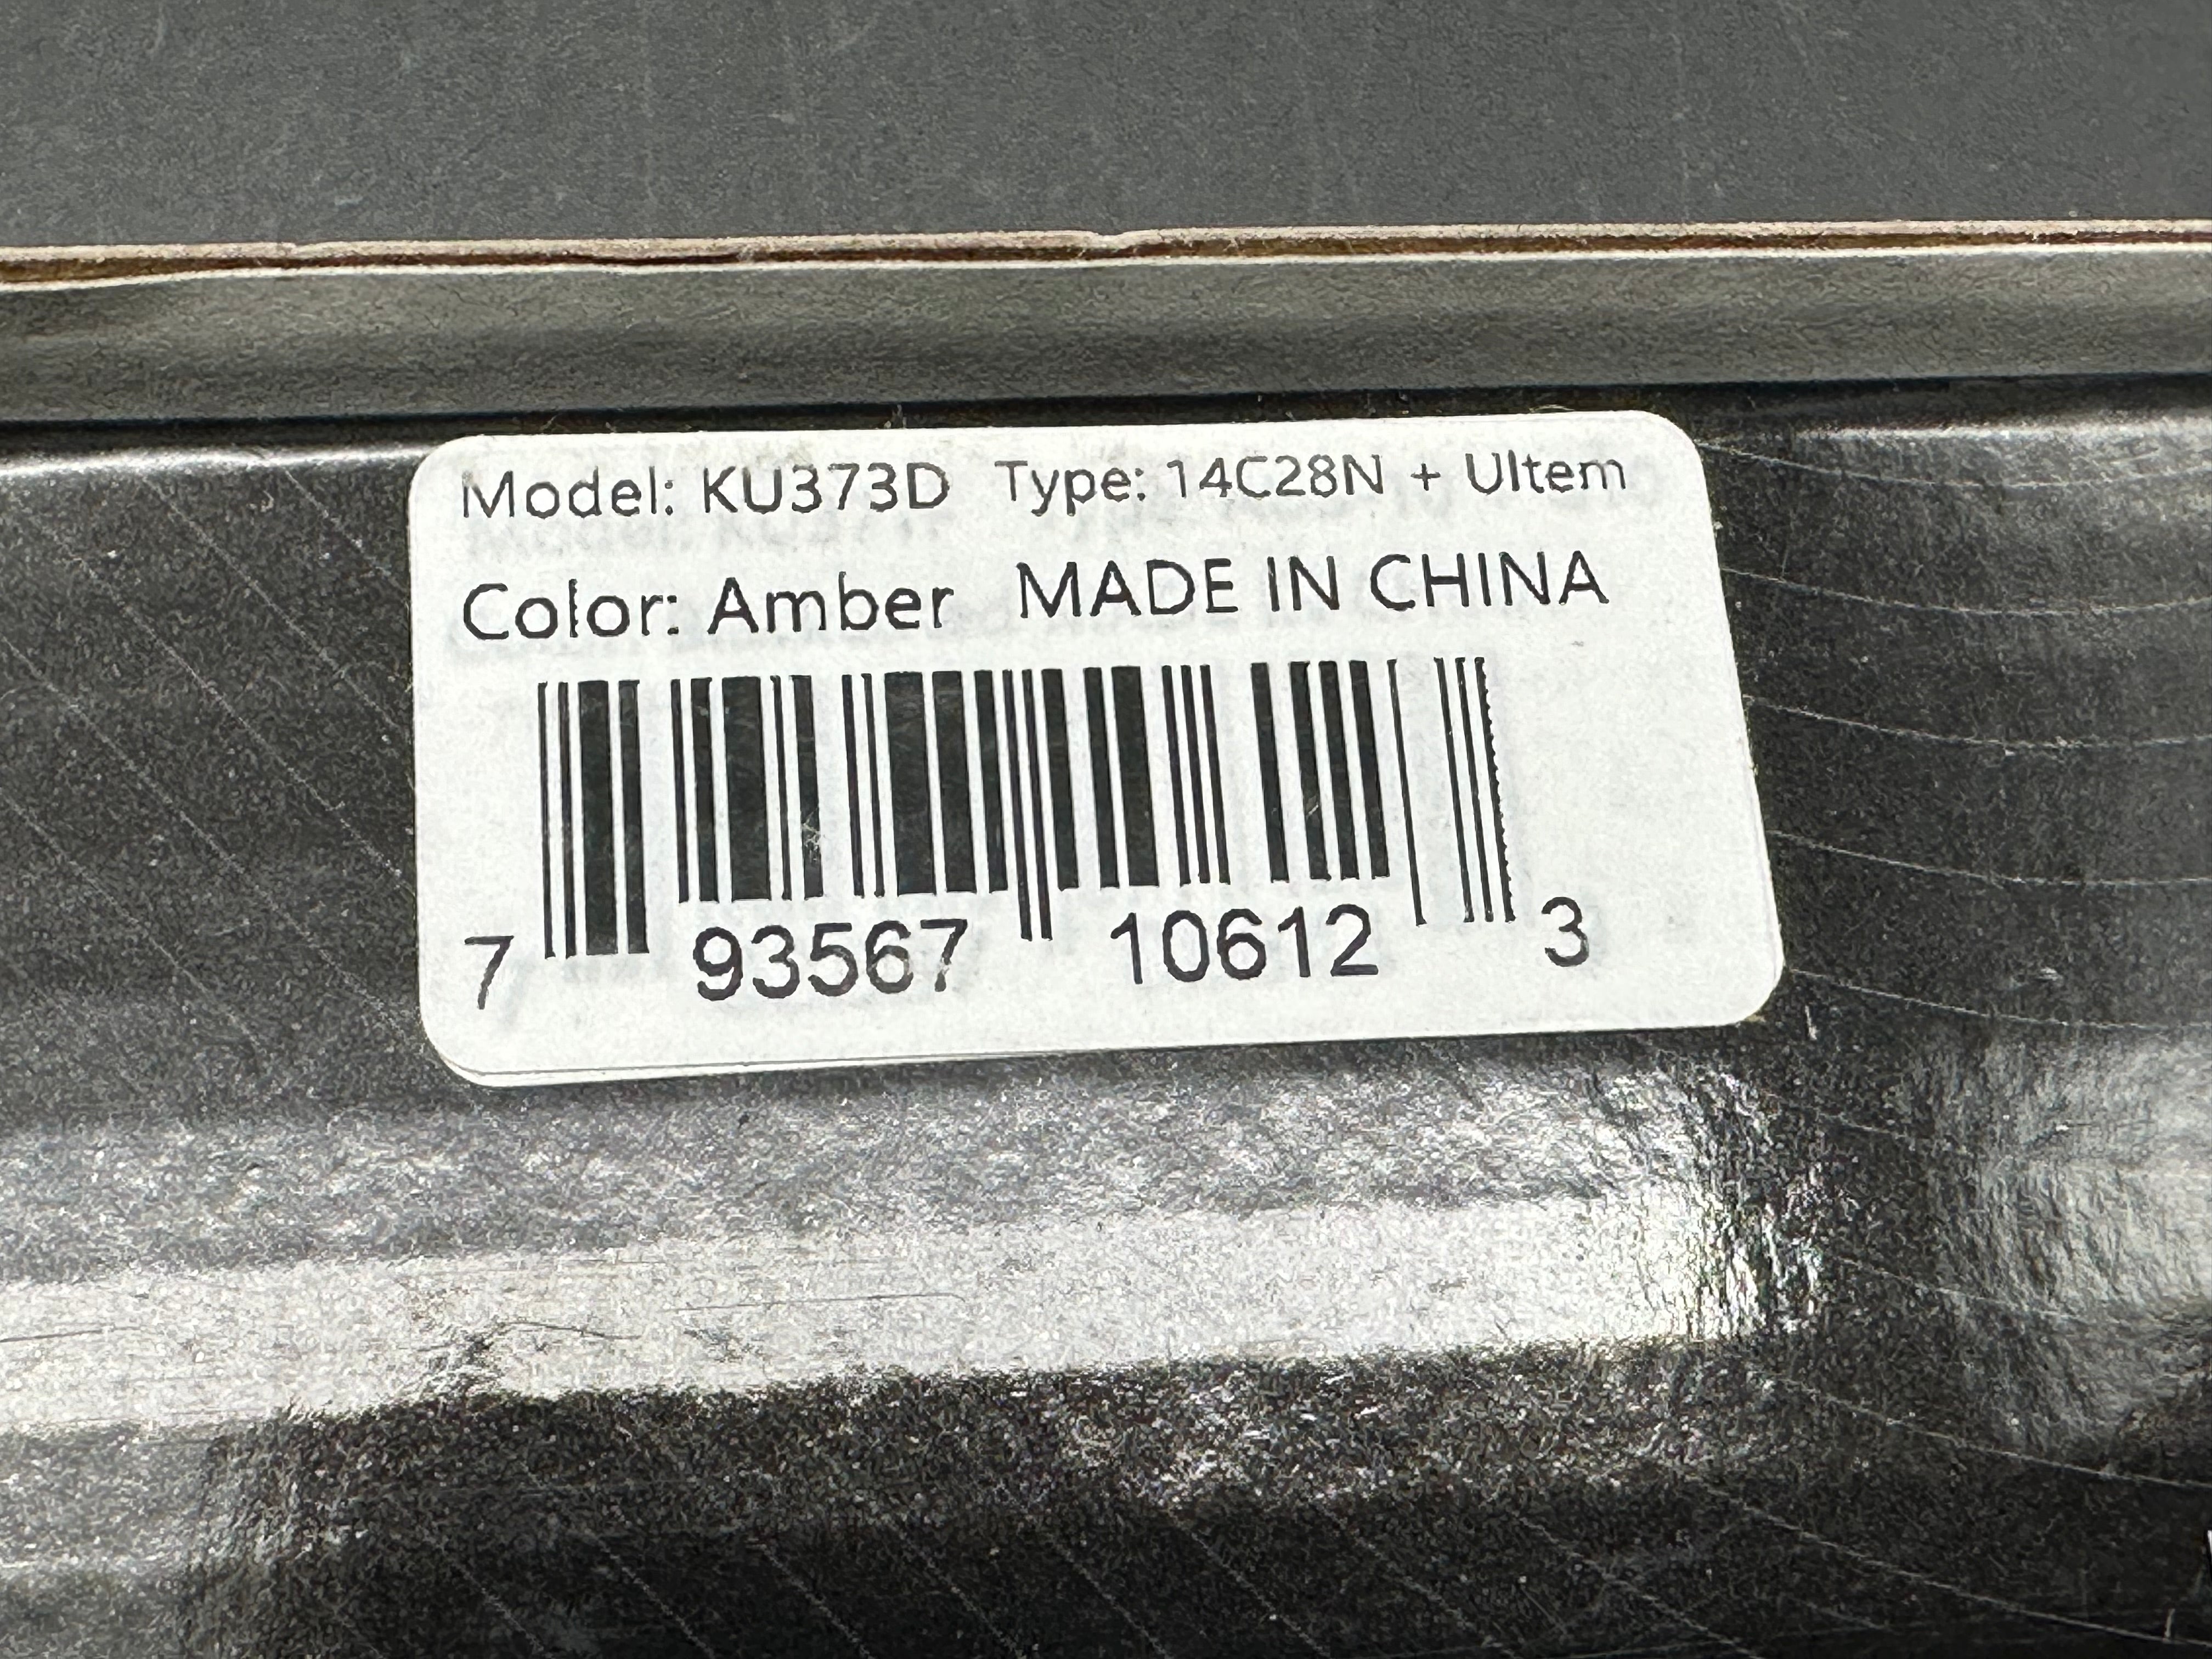 Model: KU373D Type: 14C28N + Ultem
Color: Amber MADE IN CHINA
7 93567 10612 3